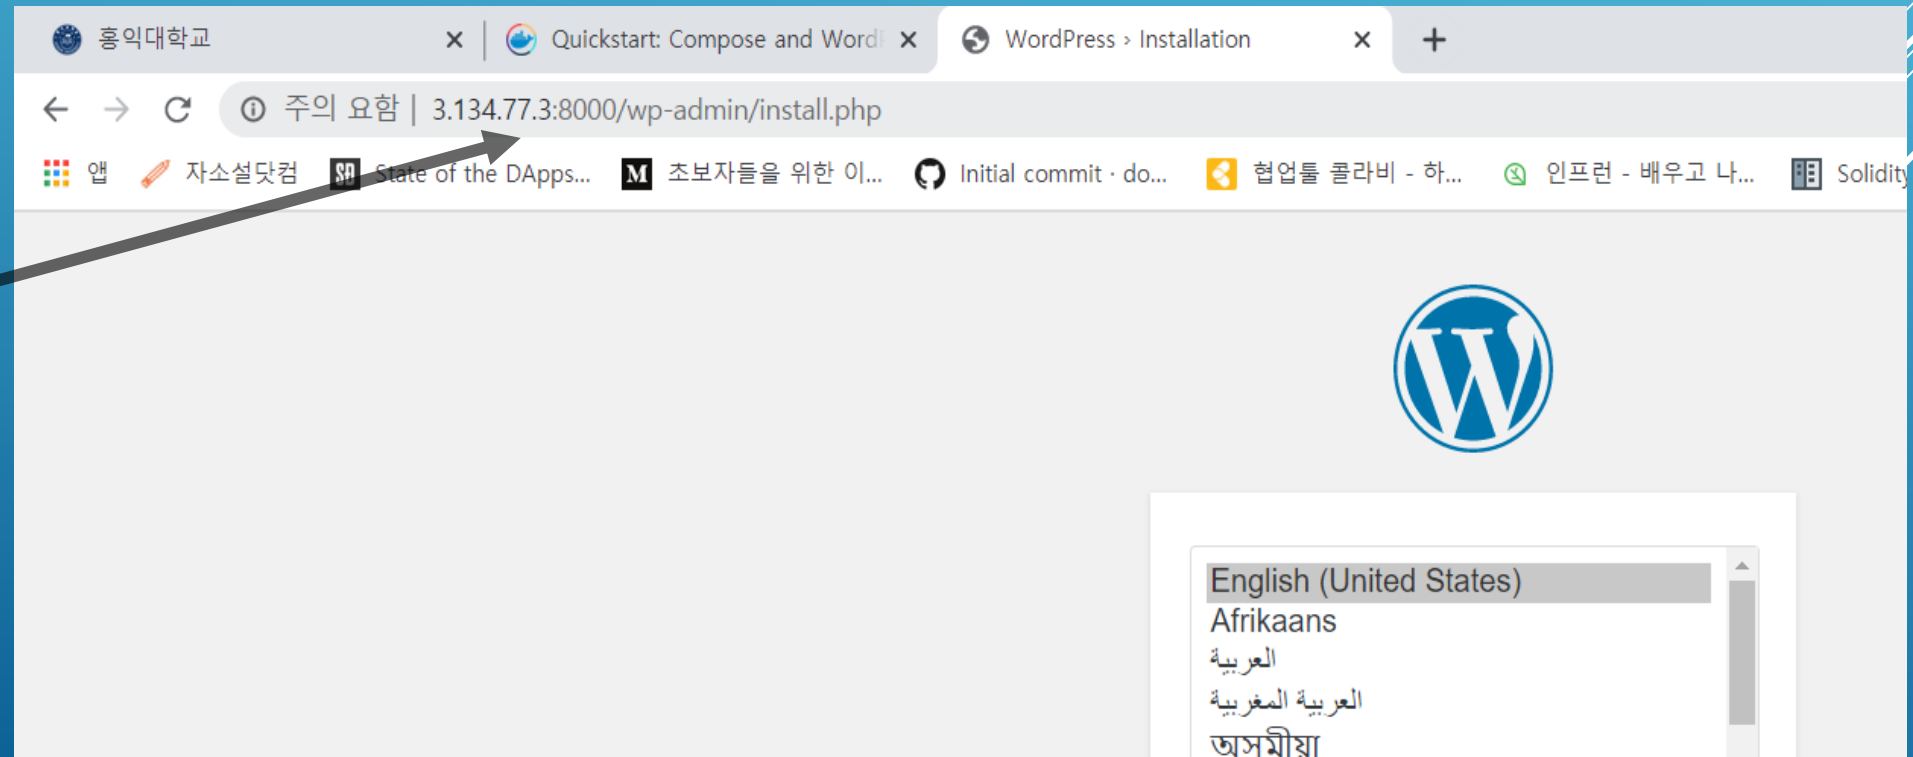 홍익대학교 Quickstart: Compose and Word WordPress › Installation
주의 요함 | 3.134.77.3:8000/wp-admin/install.php
앱 자소설닷컴 SD State of the DApps... M 초보자들을 위한 이... Initial commit · do... 협업툴 콜라비 - 하... 인프런 - 배우고 나... Solidity
English (United States)
Afrikaans
العربية
العربية المغربية
অসমীয়া